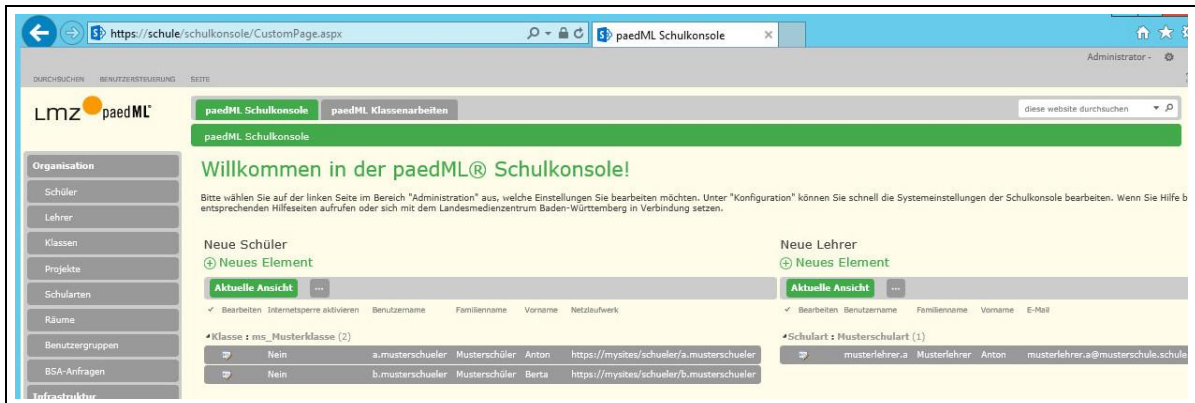 https://schule/schulkonsole/CustomPage.aspx
paedML Schulkonsole
Administrator
DURCHSUCHEN BENUTZERSTEUERUNG SEITE
LMZ paedML®
paedML Schulkonsole paedML Klassenarbeiten
diese website durchsuchen
paedML Schulkonsole
Organisation
Schüler
Lehrer
Klassen
Projekte
Schularten
Räume
Benutzergruppen
BSA-Anfragen
Infrastruktur
Willkommen in der paedML® Schulkonsole!
Bitte wählen Sie auf der linken Seite im Bereich "Administration" aus, welche Einstellungen Sie bearbeiten möchten. Unter "Konfiguration" können Sie schnell die Systemeinstellungen der Schulkonsole bearbeiten. Wenn Sie Hilfe b
entsprechenden Hilfeseiten aufrufen oder sich mit dem Landesmedienzentrum Baden-Württemberg in Verbindung setzen.
Neue Schüler
Neues Element
Aktuelle Ansicht ...
Bearbeiten Internetsperre aktivieren Benutzername Familienname Vorname Netzlaufwerk
Klasse : ms_Musterklasse (2)
Nein a.musterschueler Musterschüler Anton https://mysites/schueler/a.musterschueler
Nein b.musterschueler Musterschüler Berta https://mysites/schueler/b.musterschueler
Neue Lehrer
Neues Element
Aktuelle Ansicht ...
Bearbeiten Benutzername Familienname Vorname E-Mail
Schulart : Musterschulart (1)
musterlehrer.a Musterlehrer Anton musterlehrer.a@musterschule.schule